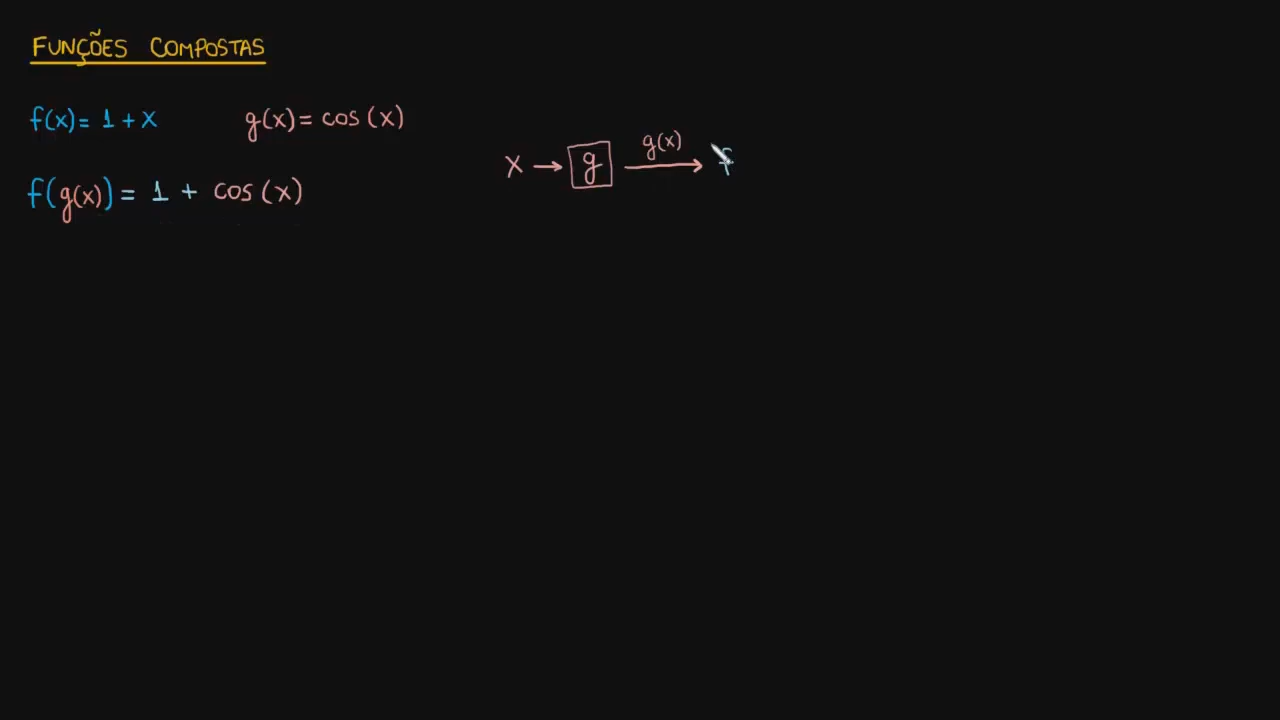 FUNÇÕES COMPOSTAS
f(x) = 1 + x g(x) = cos(x)
x → g g(x) → f
f(g(x)) = 1 + cos(x)